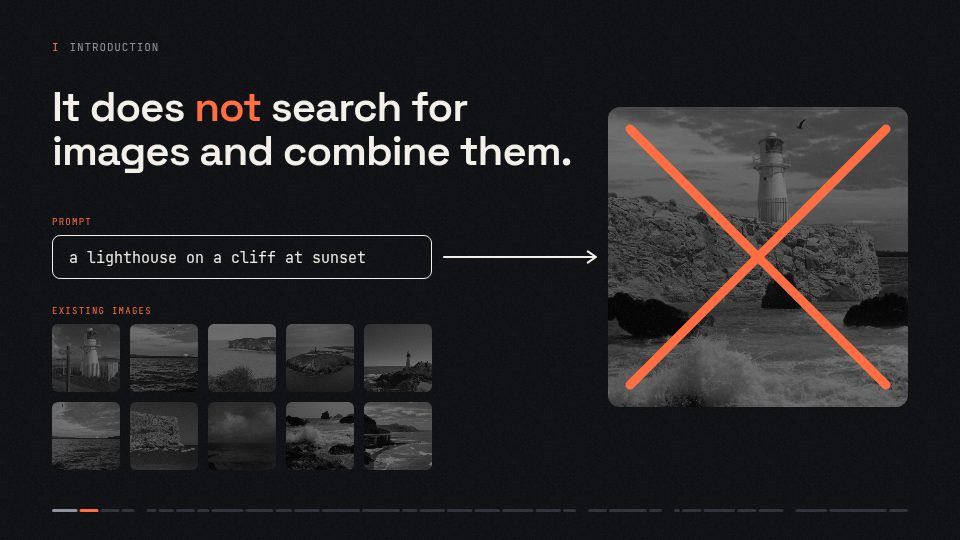 I INTRODUCTION
It does not search for
images and combine them.
PROMPT
a lighthouse on a cliff at sunset
EXISTING IMAGES